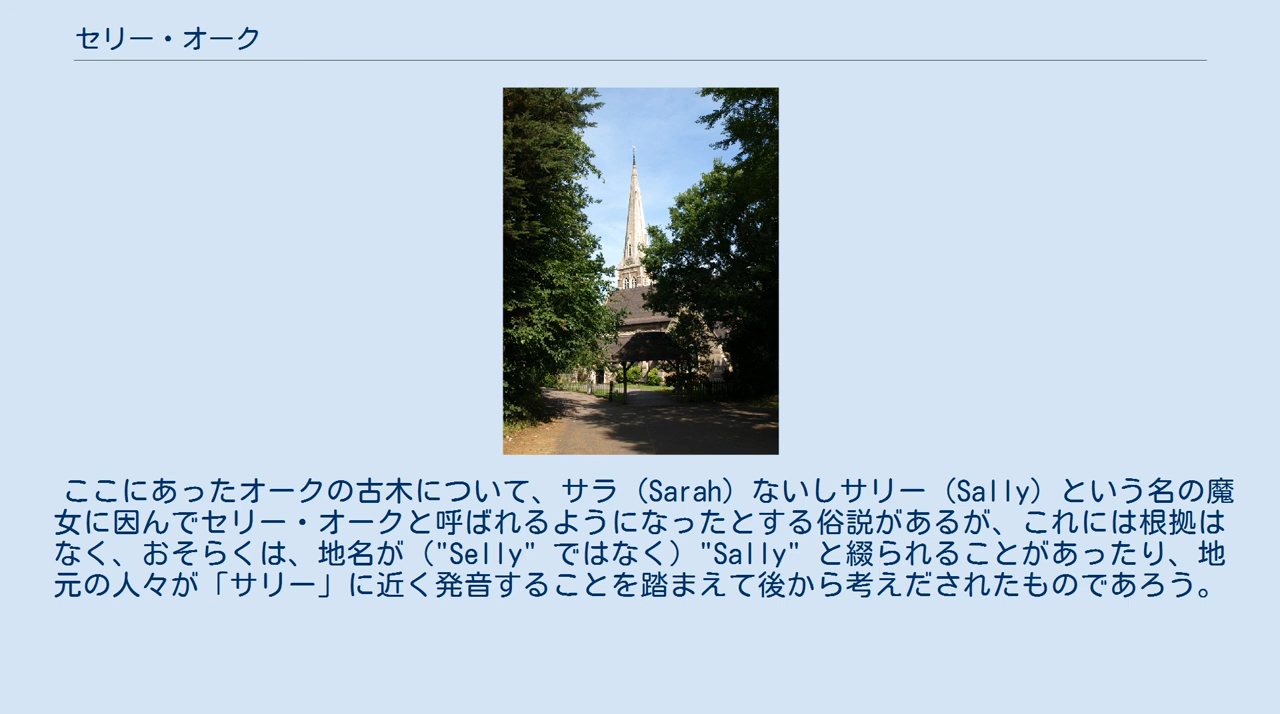 セリー・オーク
ここにあったオークの古木について、サラ（Sarah）ないしサリー（Sally）という名の魔
女に因んでセリー・オークと呼ばれるようになったとする俗説があるが、これには根拠は
なく、おそらくは、地名が（"Selly" ではなく）"Sally" と綴られることがあったり、地
元の人々が「サリー」に近く発音することを踏まえて後から考えだされたものであろう。